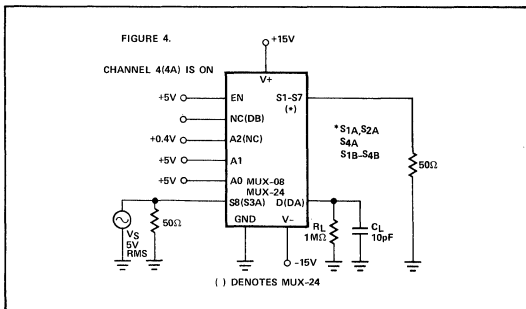 FIGURE 4.
+15V
CHANNEL 4(4A) IS ON
V+
+5V
EN
S1-S7
(*)
NC(DB)
*S1A,S2A
S4A
S1B-S4B
+0.4V
A2(NC)
+5V
A1
50Ω
+5V
A0
MUX-08
MUX-24
S8(S3A)
D(DA)
GND
V-
VS
5V
RMS
50Ω
RL
1MΩ
CL
10pF
-15V
( ) DENOTES MUX-24